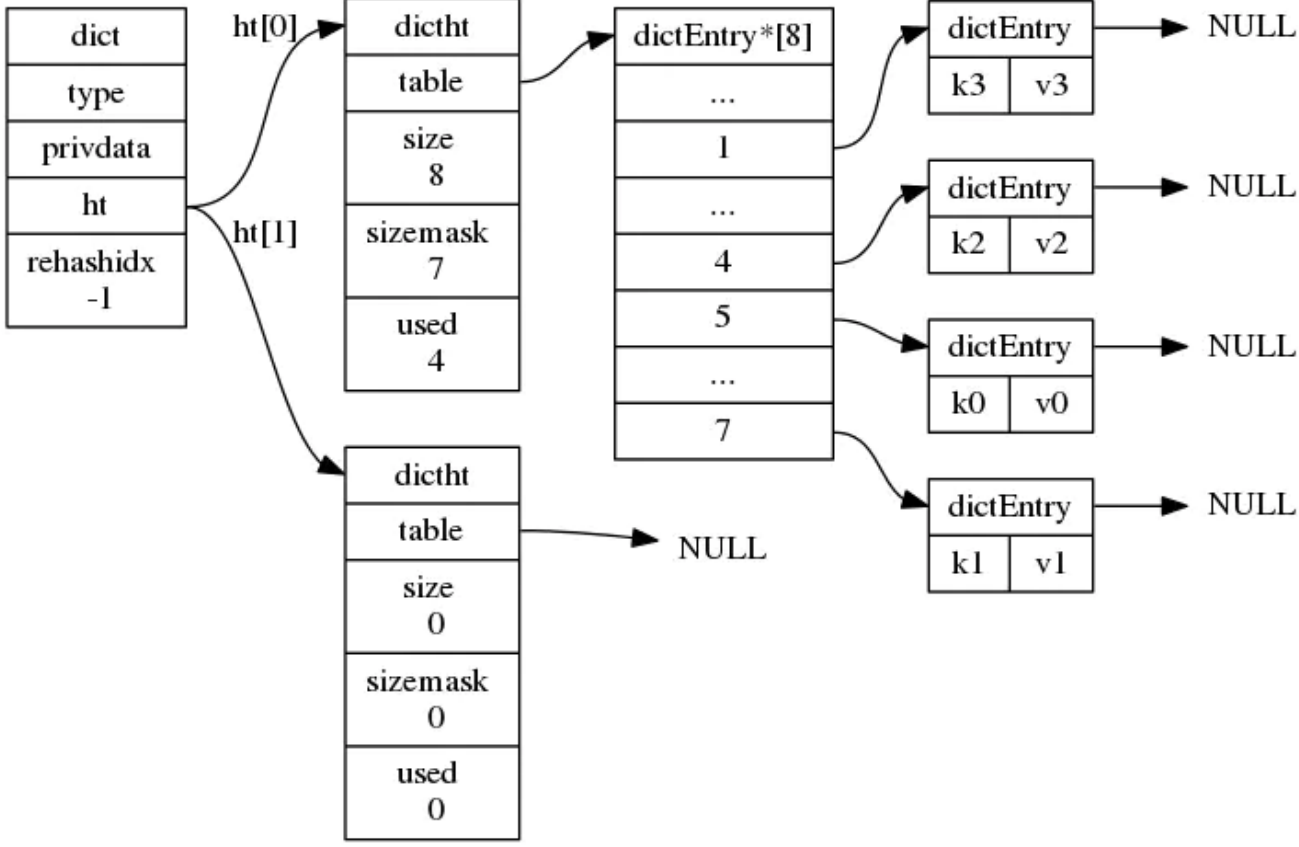 dict
type
privdata
ht
rehashidx
-1
ht[0]
ht[1]
dictht
table
size
8
sizemask
7
used
4
dictht
table
size
0
sizemask
0
used
0
NULL
dictEntry*[8]
...
1
...
4
5
...
7
dictEntry
k3 v3
NULL
dictEntry
k2 v2
NULL
dictEntry
k0 v0
NULL
dictEntry
k1 v1
NULL